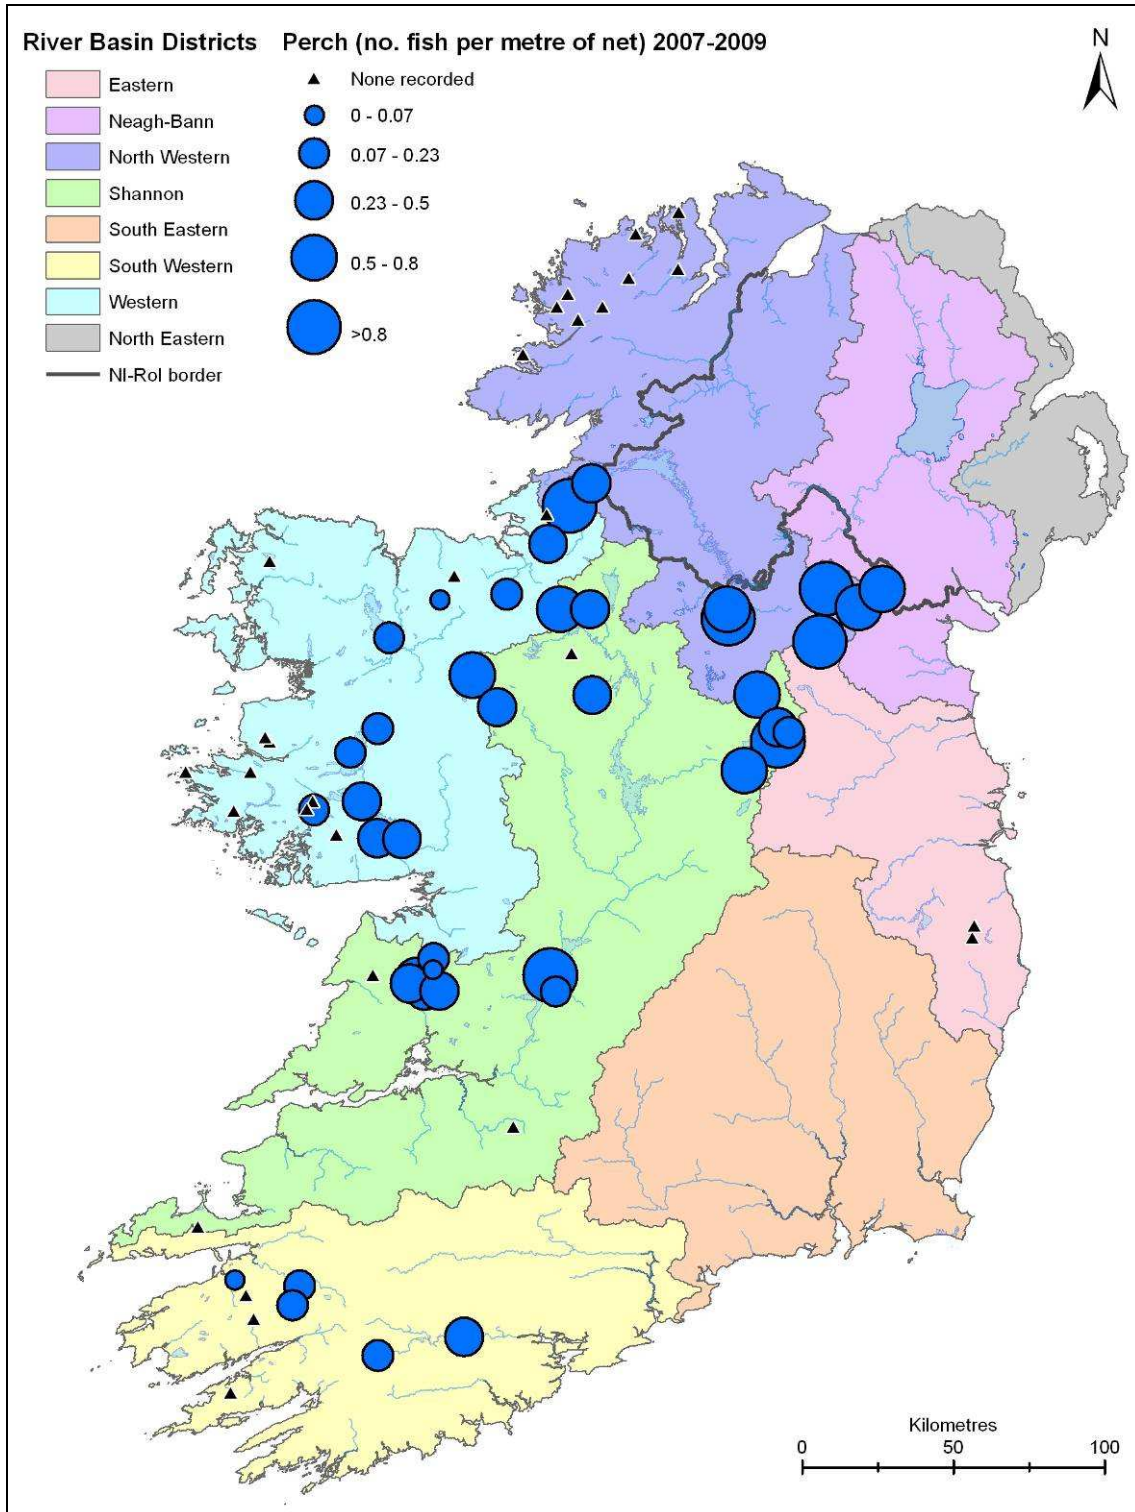 River Basin Districts
Eastern
Neagh-Bann
North Western
Shannon
South Eastern
South Western
Western
North Eastern
NI-RoI border
Perch (no. fish per metre of net) 2007-2009
None recorded
0 - 0.07
0.07 - 0.23
0.23 - 0.5
0.5 - 0.8
>0.8
N
Kilometres
0 50 100